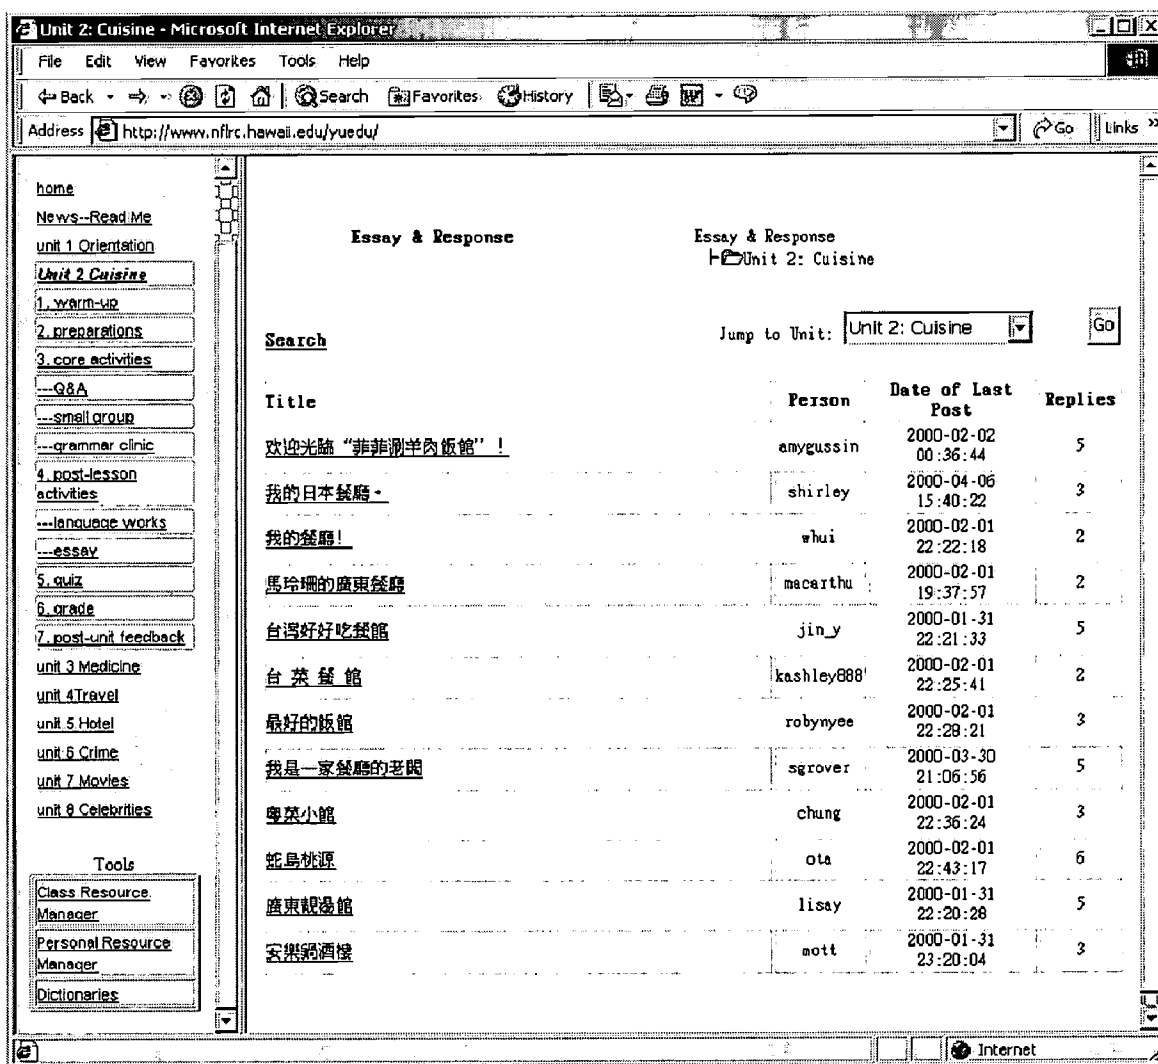 Unit 2: Cuisine - Microsoft Internet Explorer
File Edit View Favorites Tools Help
Back Search Favorites History
Address http://www.nflrc.hawaii.edu/yuedu/ Go Links »
home
News--Read Me
unit 1 Orientation
Unit 2 Cuisine
1. warm-up
2. preparations
3. core activities
---Q&A
---small group
---grammar clinic
4. post-lesson
activities
---language works
---essay
5. quiz
6. grade
7. post-unit feedback
unit 3 Medicine
unit 4Travel
unit 5 Hotel
unit 6 Crime
unit 7 Movies
unit 8 Celebrities
Tools
Class Resource
Manager
Personal Resource
Manager
Dictionaries
Essay & Response
Essay & Response
Unit 2: Cuisine
Search
Jump to Unit: Unit 2: Cuisine Go
Title Person Date of Last Post Replies
欢迎光臨“菲菲涮羊肉飯館”！ amygussin 2000-02-02 00:36:44 5
我的日本餐廳。 shirley 2000-04-06 15:40:22 3
我的餐廳! whui 2000-02-01 22:22:18 2
馬玲珊的廣東餐廳 macarthu 2000-02-01 19:37:57 2
台灣好好吃餐館 jin_y 2000-01-31 22:21:33 5
台 菜 餐 館 kashley888' 2000-02-01 22:25:41 2
最好的飯館 robynyee 2000-02-01 22:28:21 3
我是一家餐廳的老闆 sgrover 2000-03-30 21:06:56 5
粵菜小館 chung 2000-02-01 22:36:24 3
蛇島桃源 ota 2000-02-01 22:43:17 6
廣東靚湯館 lisay 2000-01-31 22:20:28 5
安樂鍋酒樓 mott 2000-01-31 23:20:04 3
Internet